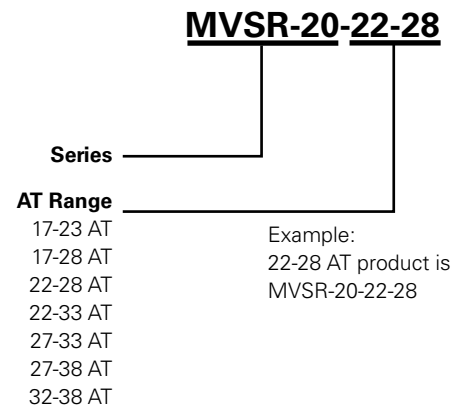 MVSR-20-22-28
Series
AT Range
17-23 AT
17-28 AT
22-28 AT
22-33 AT
27-33 AT
27-38 AT
32-38 AT
Example:
22-28 AT product is
MVSR-20-22-28